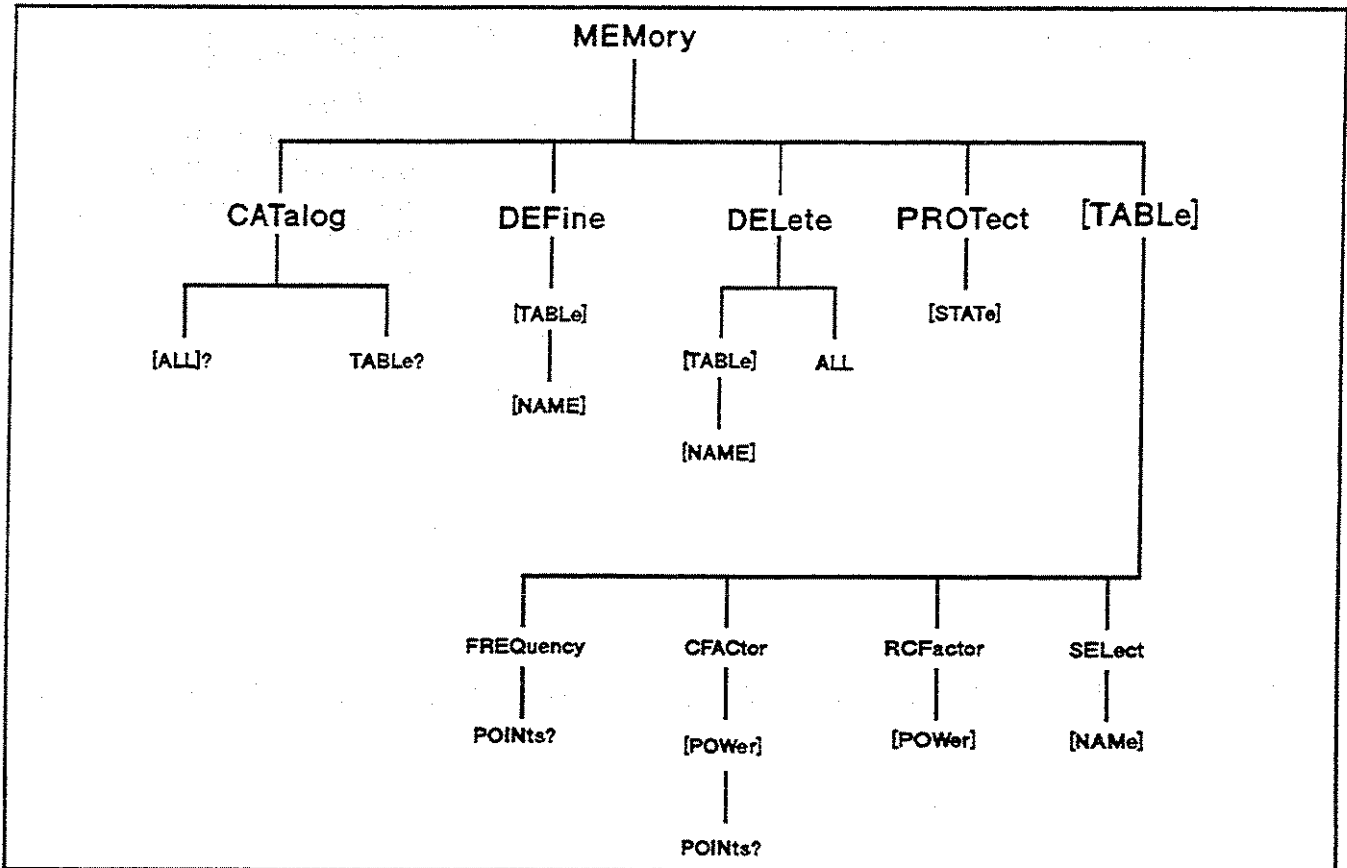 MEMory
CATalog DEFine DELete PROTect [TABLe]
[TABLe] [STATe]
[ALL]? TABLe? [TABLe] ALL
[NAME]
[NAME]
FREQuency CFACtor RCFactor SELect
POINts? [POWer] [POWer] [NAMe]
POINts?